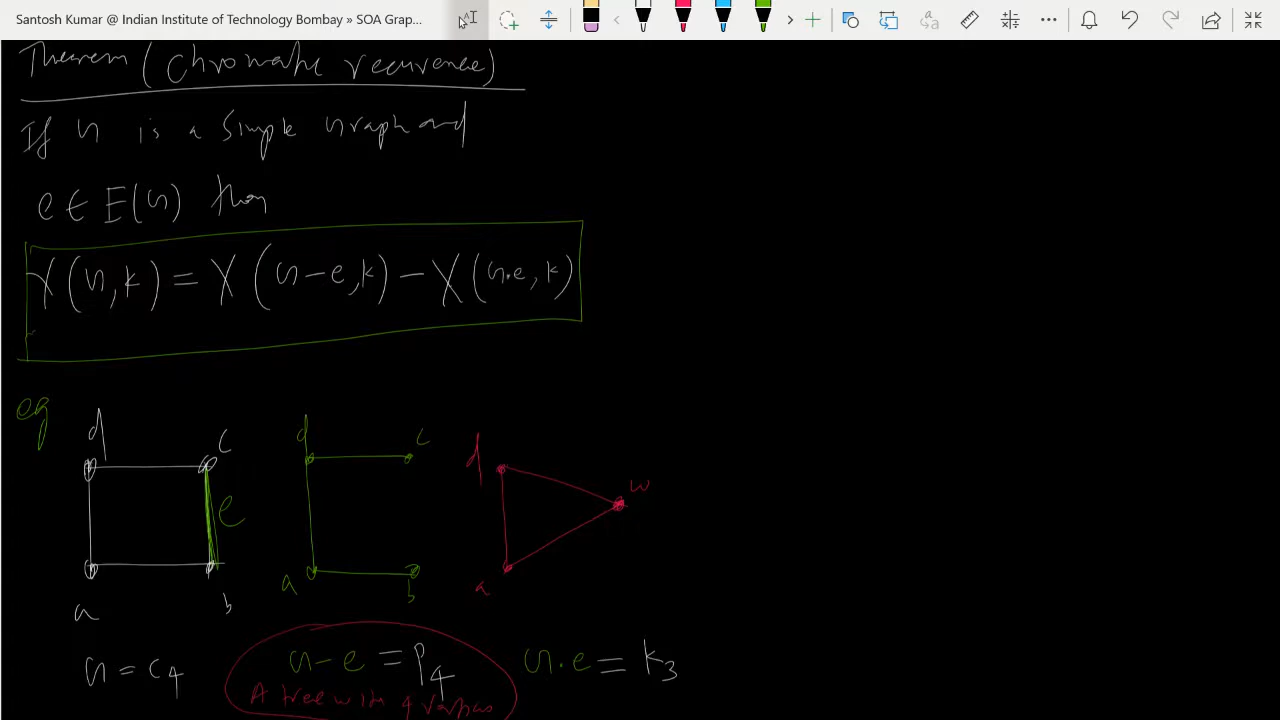 Santosh Kumar @ Indian Institute of Technology Bombay » SOA Grap...
Theorem (Chromatic recurrence)
If G is a simple graph and
e ∈ E(G) then
χ(G, k) = χ(G-e, k) - χ(G·e, k)
eg
d c d c d w
e
a b a b a
G = C4 G-e = P4 G·e = K3
A tree with 4 vertices